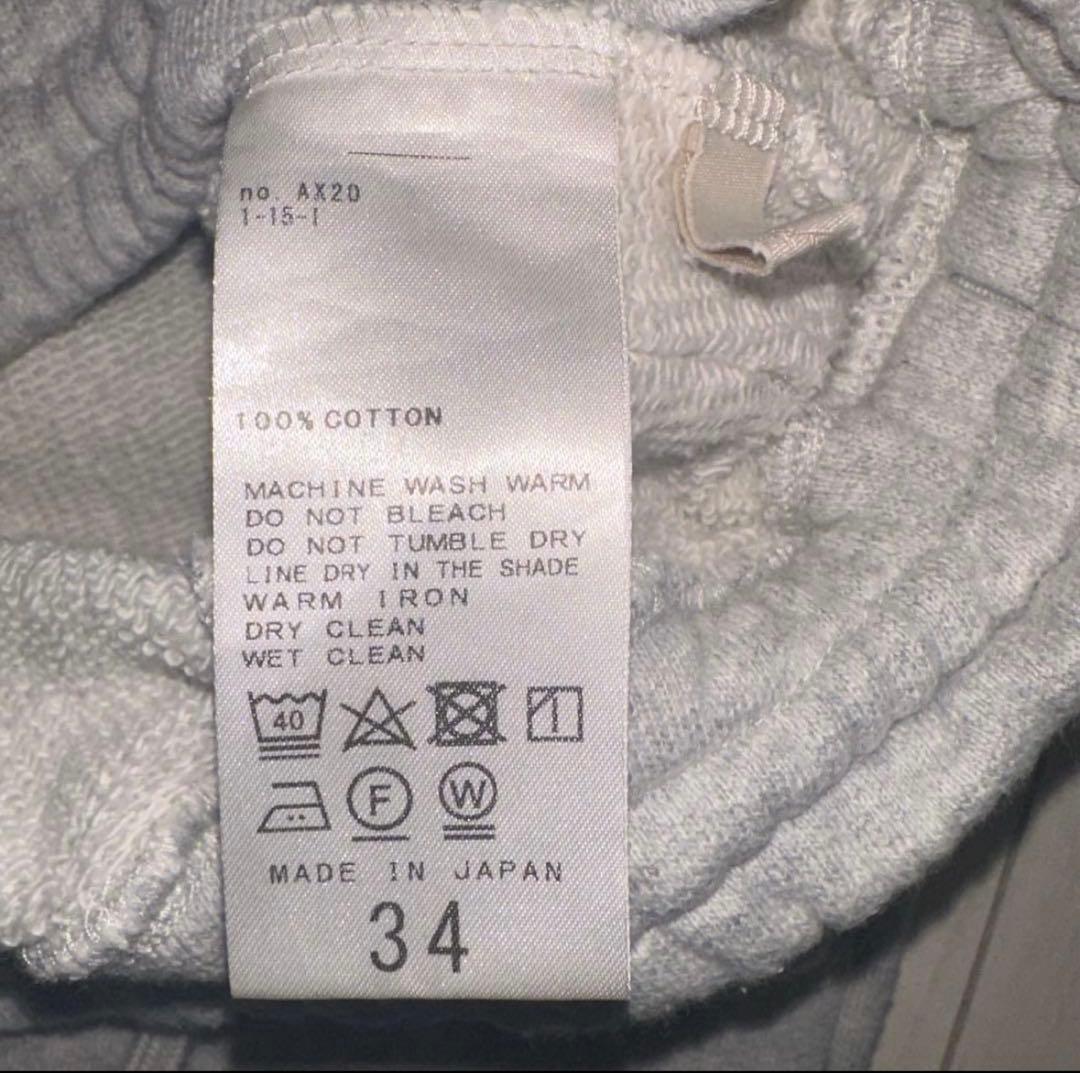 no. AX20
1-15-1
100% COTTON
MACHINE WASH WARM
DO NOT BLEACH
DO NOT TUMBLE DRY
LINE DRY IN THE SHADE
WARM IRON
DRY CLEAN
WET CLEAN
40
F W
MADE IN JAPAN
34